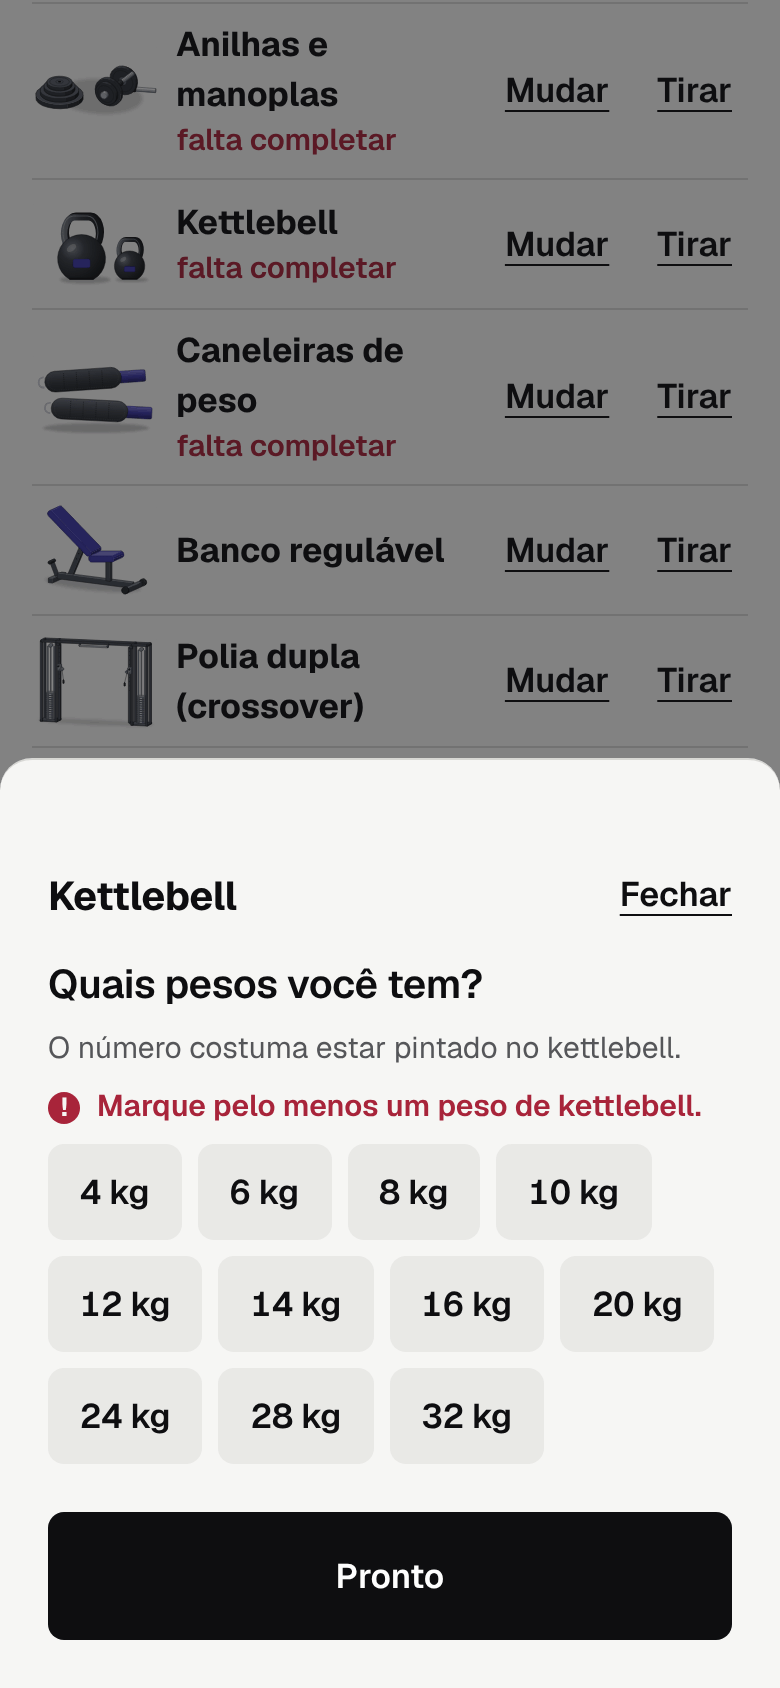 Anilhas e
manoplas
falta completar
Mudar
Tirar
Kettlebell
falta completar
Mudar
Tirar
Caneleiras de
peso
falta completar
Mudar
Tirar
Banco regulável
Mudar
Tirar
Polia dupla
(crossover)
Mudar
Tirar
Kettlebell
Fechar
Quais pesos você tem?
O número costuma estar pintado no kettlebell.
! Marque pelo menos um peso de kettlebell.
4 kg 6 kg 8 kg 10 kg
12 kg 14 kg 16 kg 20 kg
24 kg 28 kg 32 kg
Pronto